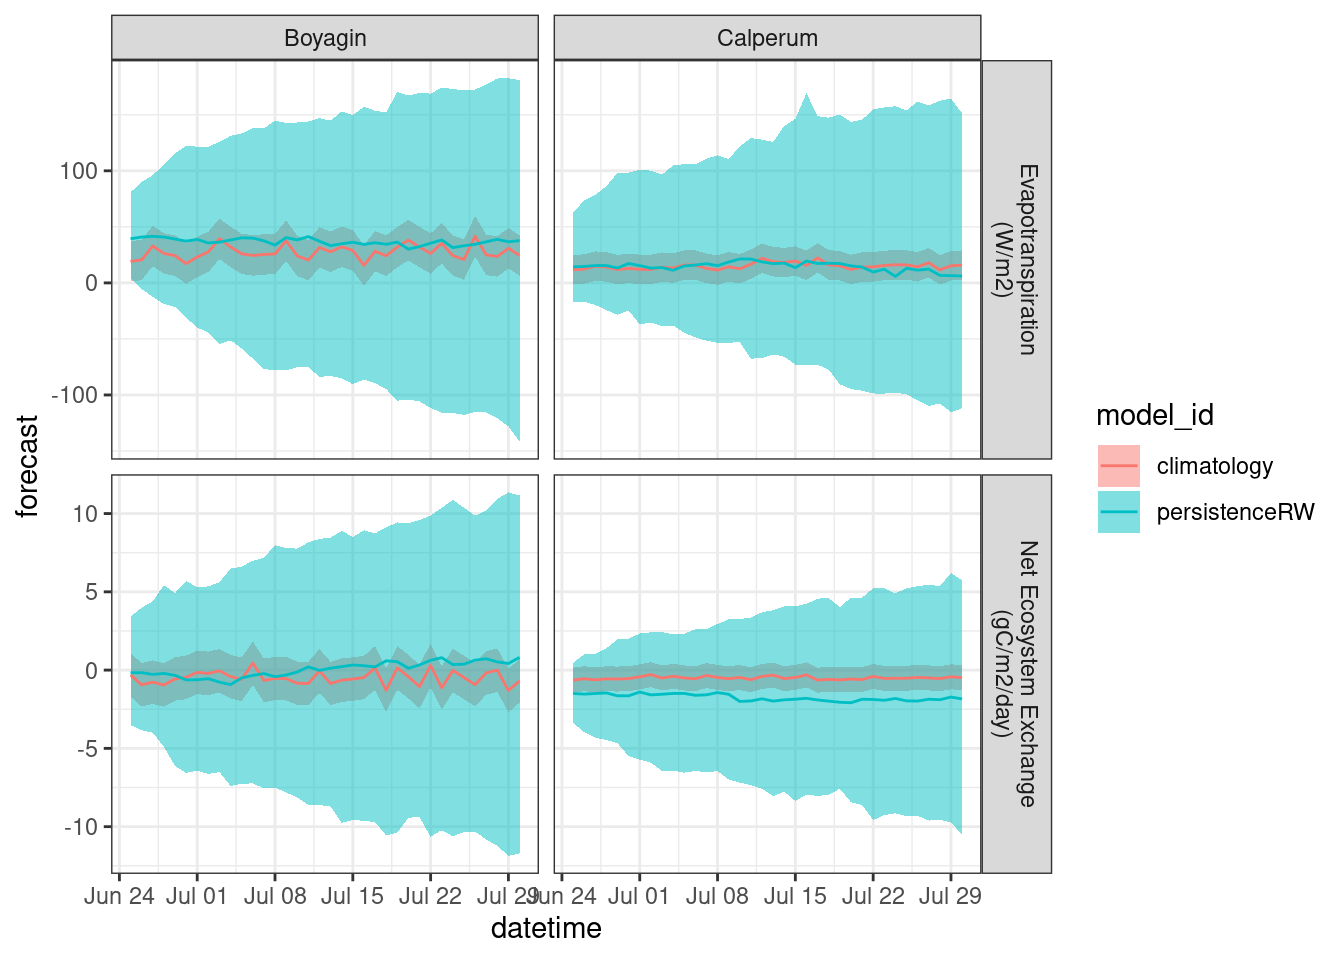 Boyagin
Calperum
100
0
-100
Evapotranspiration
(W/m2)
forecast
10
5
0
-5
-10
Net Ecosystem Exchange
(gC/m2/day)
Jun 24
Jul 01
Jul 08
Jul 15
Jul 22
Jul 29
Jun 24
Jul 01
Jul 08
Jul 15
Jul 22
Jul 29
datetime
model_id
climatology
persistenceRW